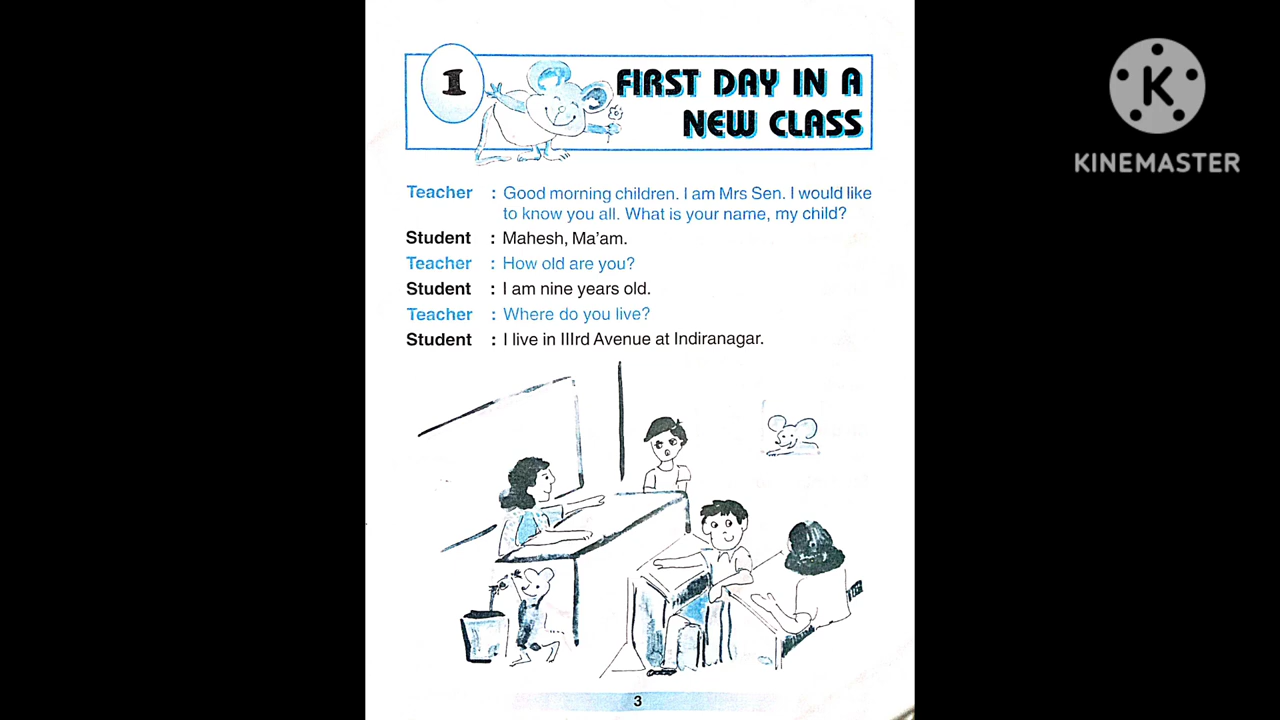 1
FIRST DAY IN A
NEW CLASS
K
KINEMASTER
Teacher : Good morning children. I am Mrs Sen. I would like
to know you all. What is your name, my child?
Student : Mahesh, Ma'am.
Teacher : How old are you?
Student : I am nine years old.
Teacher : Where do you live?
Student : I live in IIIrd Avenue at Indiranagar.
3